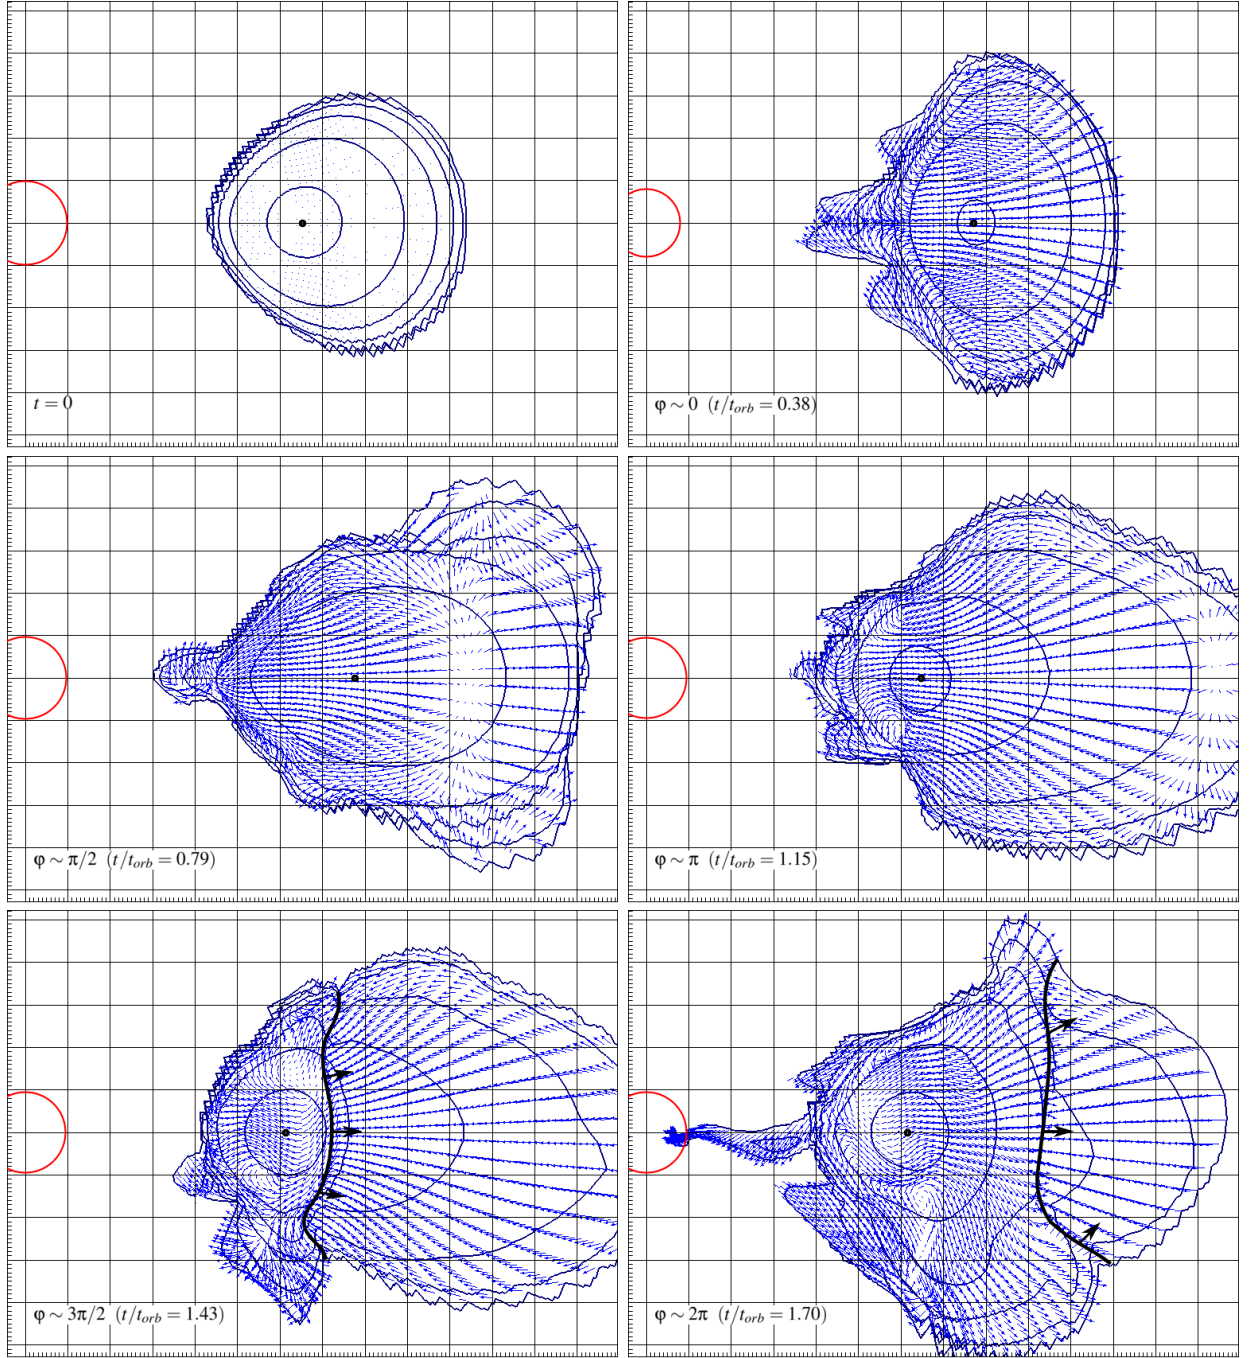 t = 0
φ ∼ 0 (t/t_orb = 0.38)
φ ∼ π/2 (t/t_orb = 0.79)
φ ∼ π (t/t_orb = 1.15)
φ ∼ 3π/2 (t/t_orb = 1.43)
φ ∼ 2π (t/t_orb = 1.70)